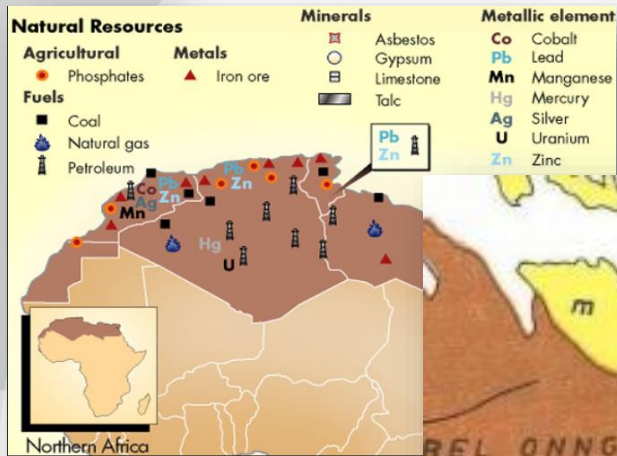 Natural Resources
Agricultural
Phosphates
Metals
Iron ore
Fuels
Coal
Natural gas
Petroleum
Minerals
Asbestos
Gypsum
Limestone
Talc
Metallic element
Co Cobalt
Pb Lead
Mn Manganese
Hg Mercury
Ag Silver
U Uranium
Zn Zinc
Pb
Zn
Pb
Zn
Co
Ag
Pb
Zn
Mn
Hg
U
m
REL ONNG
Northern Africa